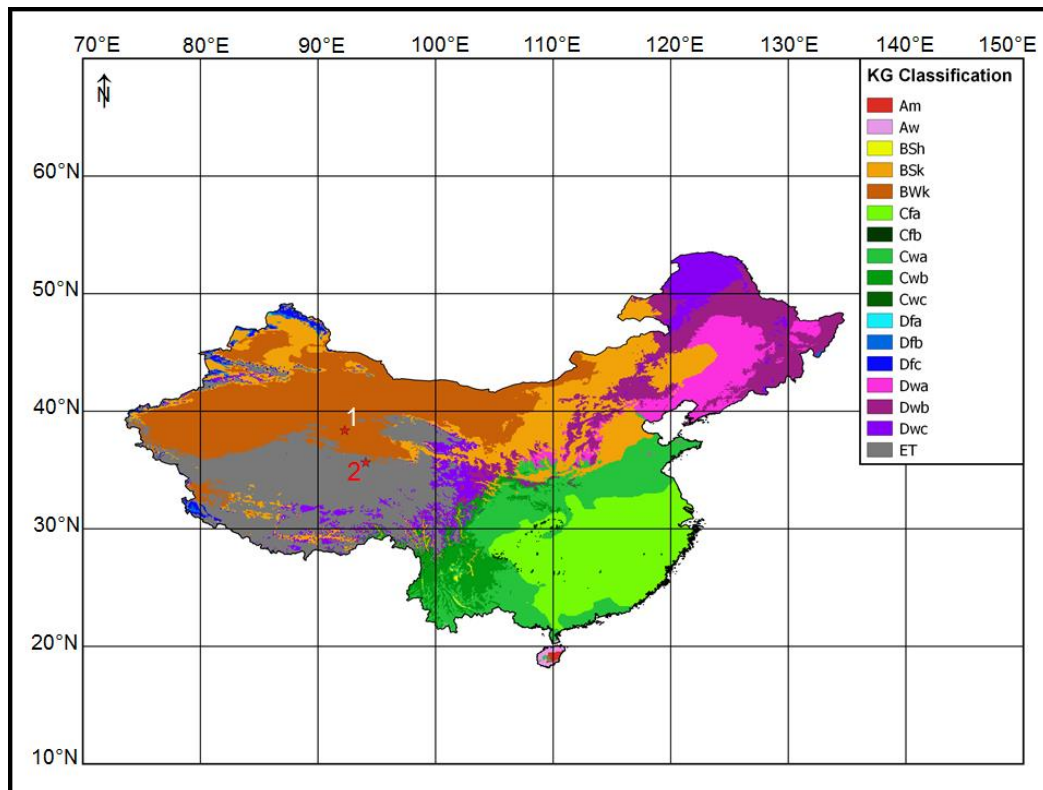 70°E 80°E 90°E 100°E 110°E 120°E 130°E 140°E 150°E
N
KG Classification
Am
Aw
BSh
BSk
BWk
Cfa
Cfb
Cwa
Cwb
Cwc
Dfa
Dfb
Dfc
Dwa
Dwb
Dwc
ET
60°N
50°N
40°N
1
2
30°N
20°N
10°N